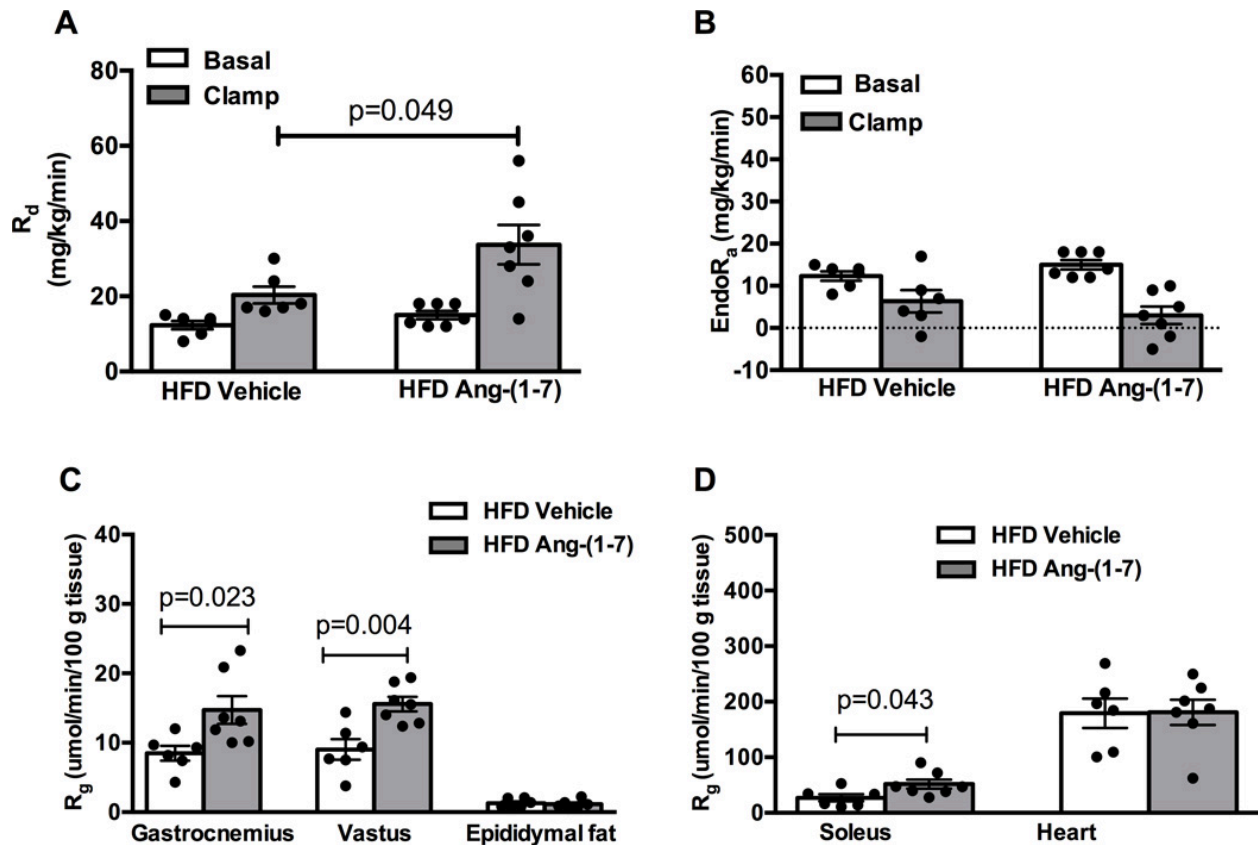 A
Basal
Clamp
p=0.049
80
60
40
20
0
R_d
(mg/kg/min)
HFD Vehicle
HFD Ang-(1-7)
B
Basal
Clamp
60
50
40
30
20
10
0
-10
EndoR_a (mg/kg/min)
HFD Vehicle
HFD Ang-(1-7)
C
HFD Vehicle
HFD Ang-(1-7)
p=0.023
p=0.004
40
30
20
10
0
R_g (umol/min/100 g tissue)
Gastrocnemius
Vastus
Epididymal fat
D
HFD Vehicle
HFD Ang-(1-7)
p=0.043
500
400
300
200
100
0
R_g (umol/min/100 g tissue)
Soleus
Heart